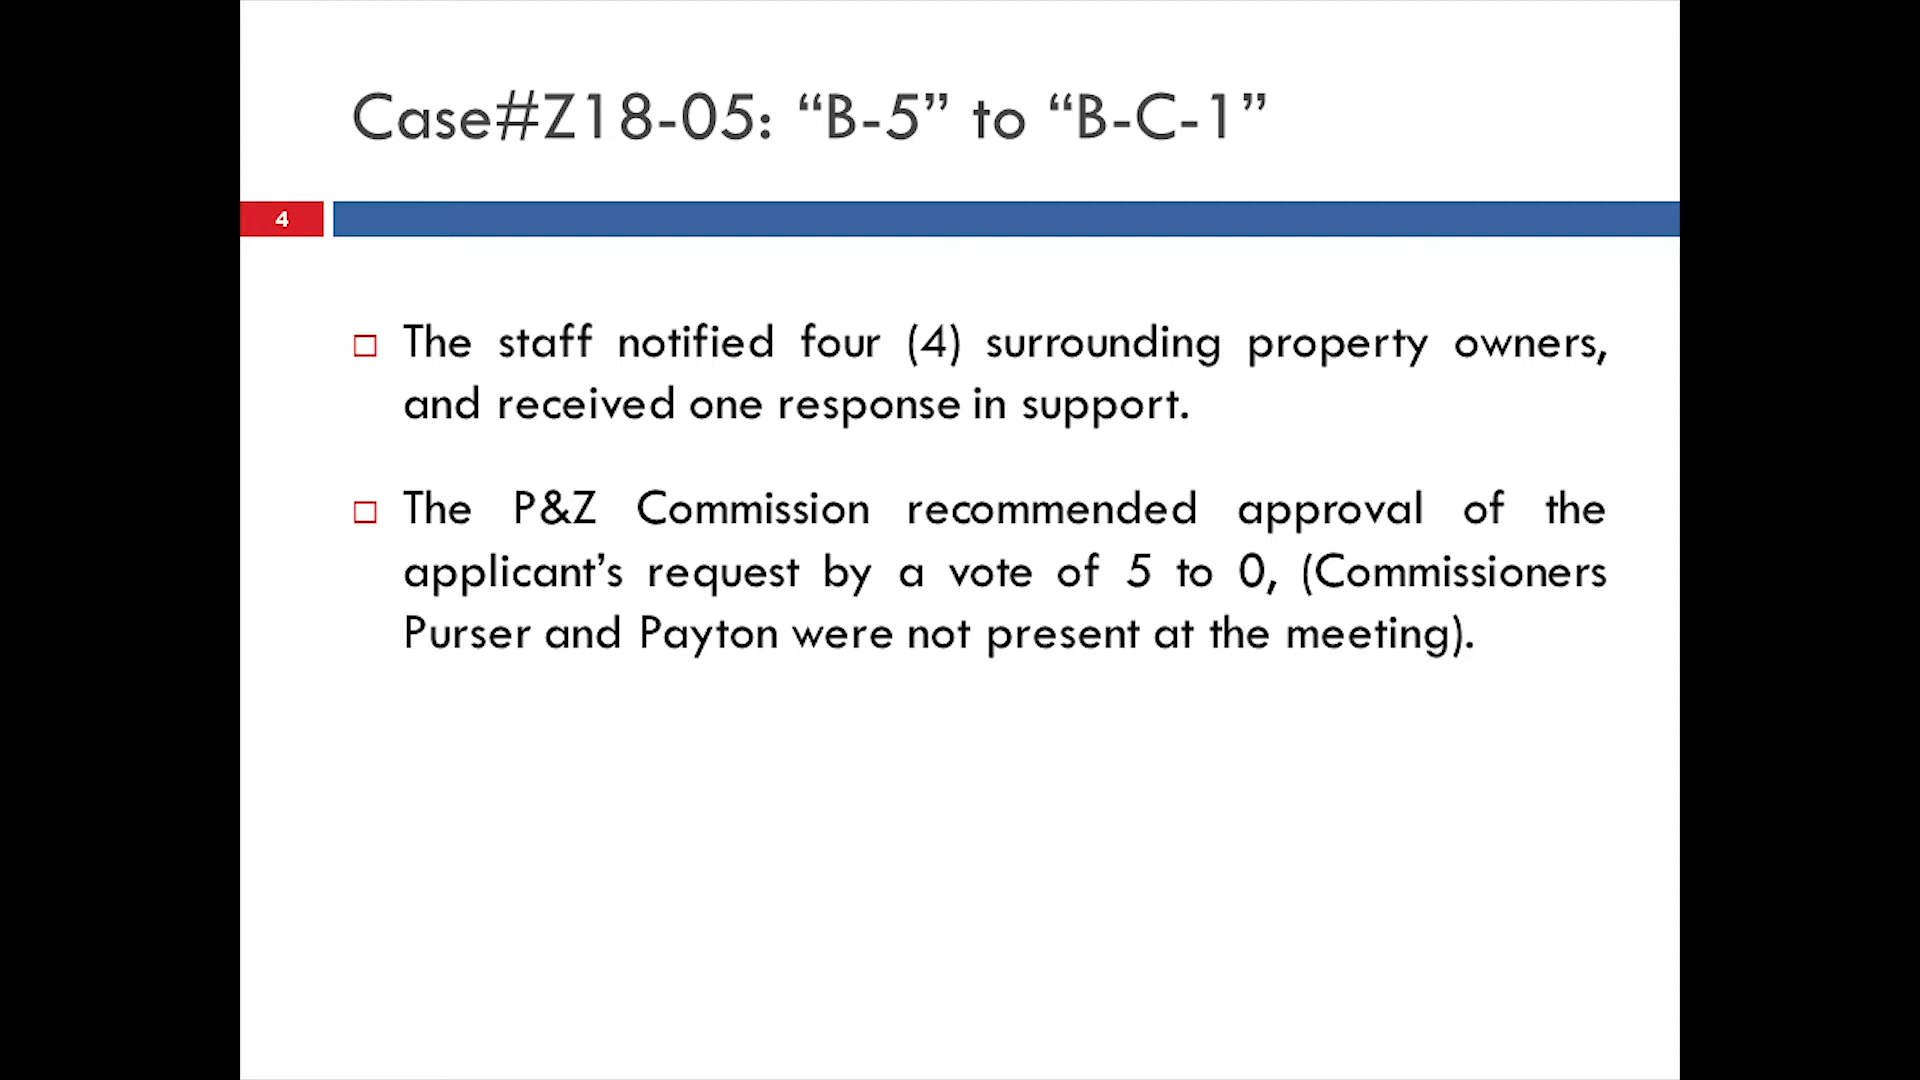 Case#Z18-05: “B-5” to “B-C-1”
4
The staff notified four (4) surrounding property owners,
and received one response in support.
The P&Z Commission recommended approval of the
applicant’s request by a vote of 5 to 0, (Commissioners
Purser and Payton were not present at the meeting).